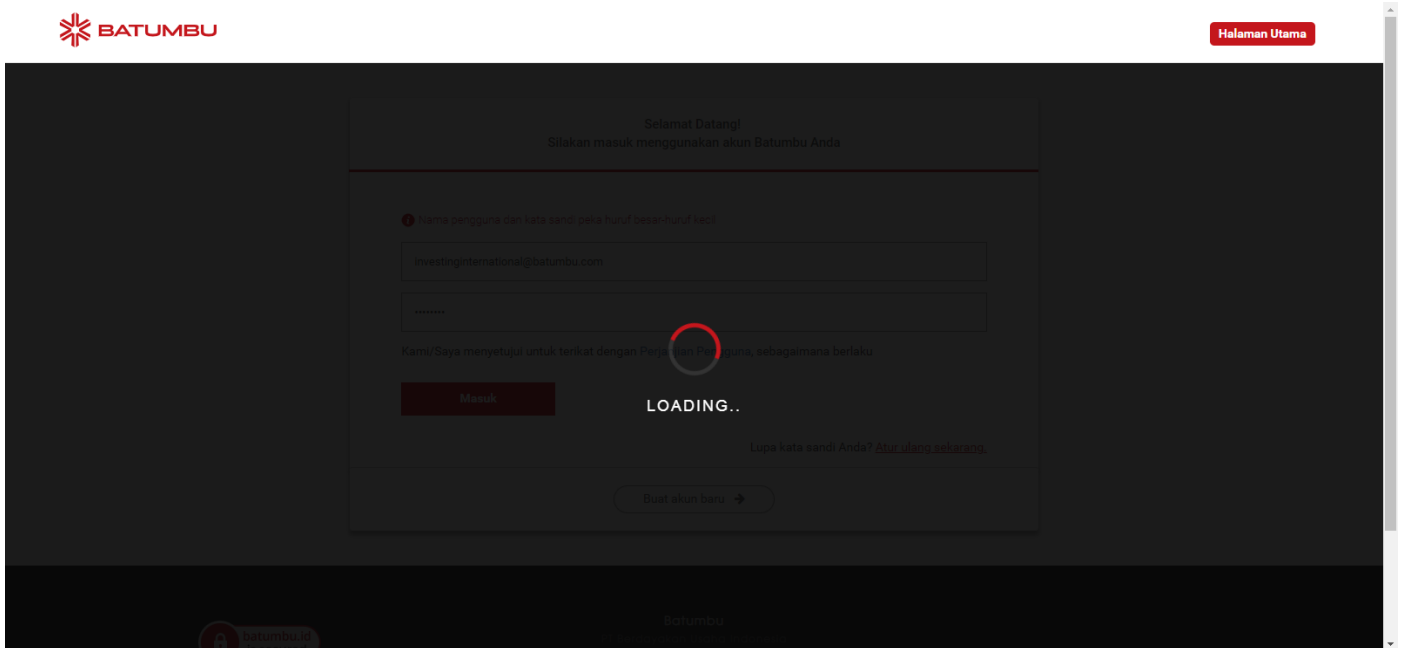 BATUMBU
Halaman Utama
Selamat Datang!
Silakan masuk menggunakan akun Batumbu Anda
Nama pengguna dan kata sandi peka huruf besar-huruf kecil
investinginternational@batumbu.com
Kami/Saya menyetujui untuk terikat dengan Perjanjian Pengguna, sebagaimana berlaku
Masuk
LOADING..
Lupa kata sandi Anda? Atur ulang sekarang.
Buat akun baru
Batumbu
batumbu.id